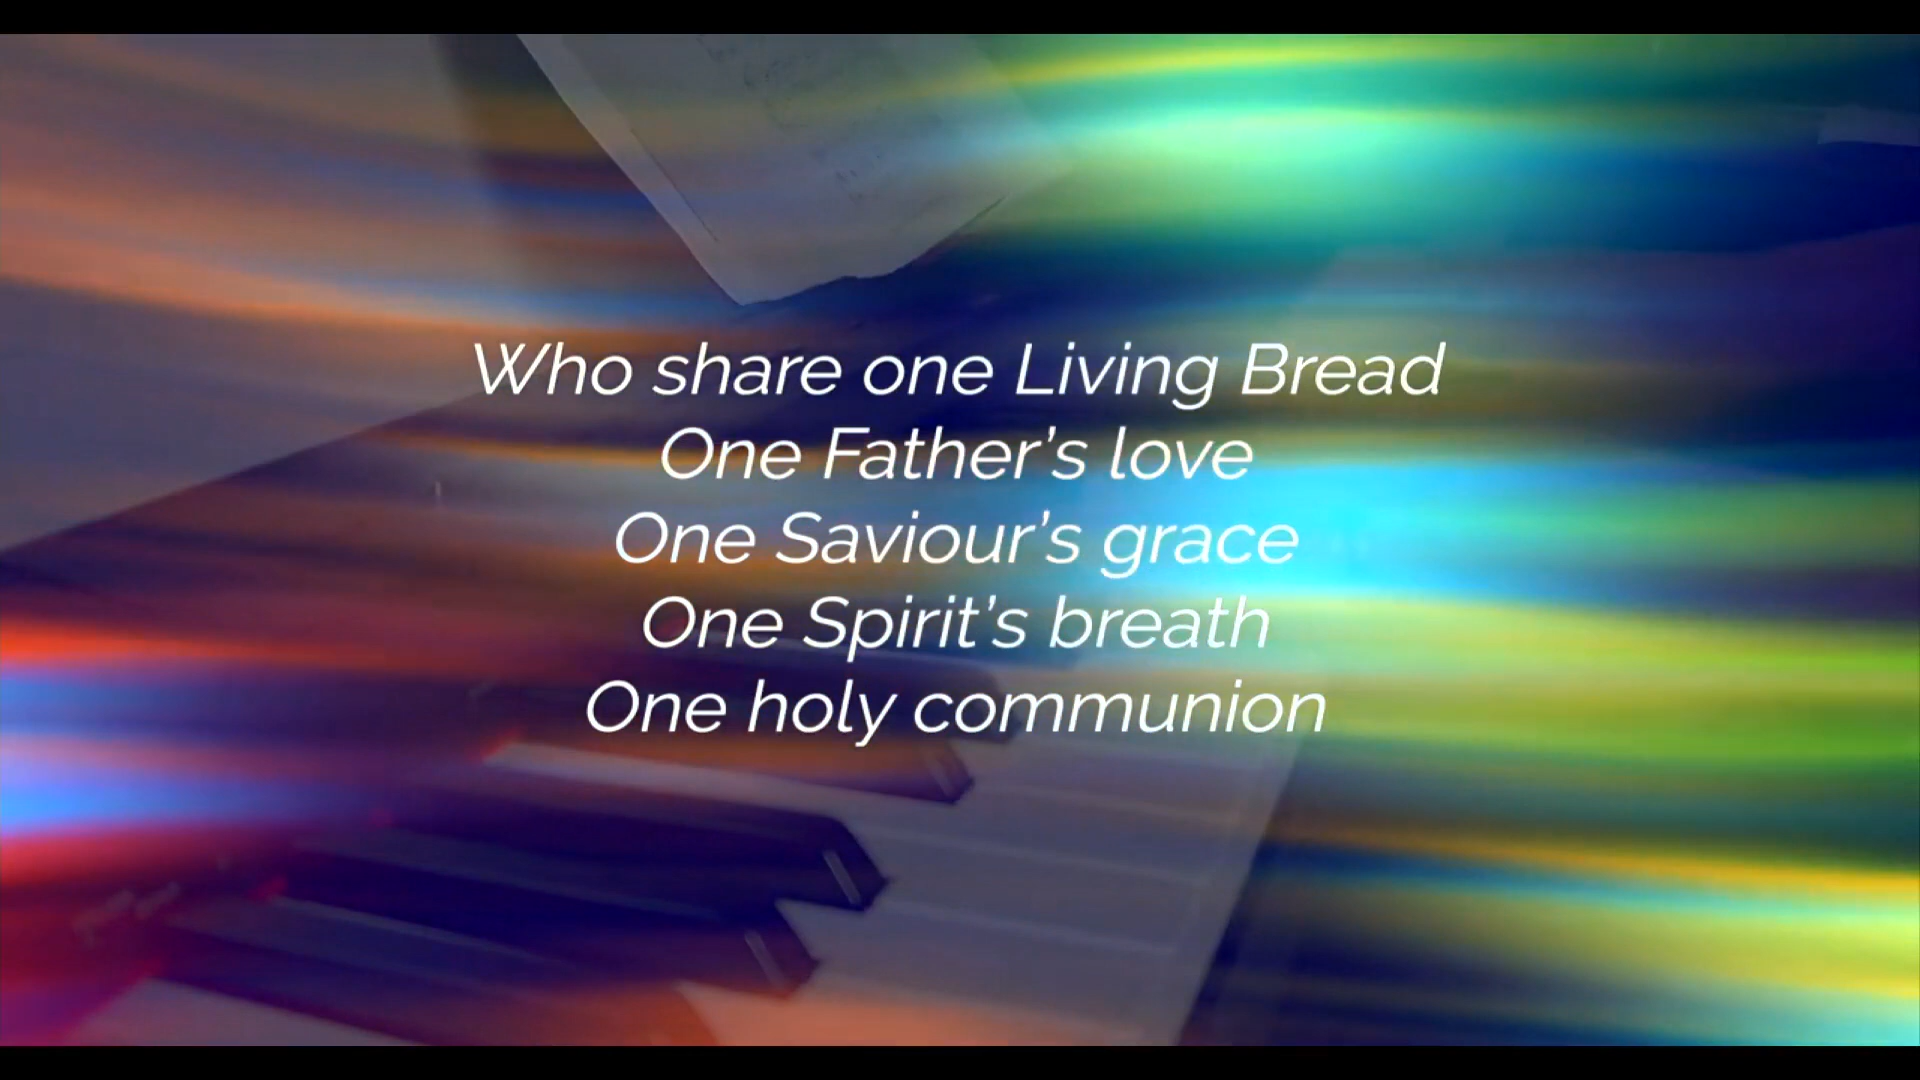 Who share one Living Bread
One Father’s love
One Saviour’s grace
One Spirit’s breath
One holy communion